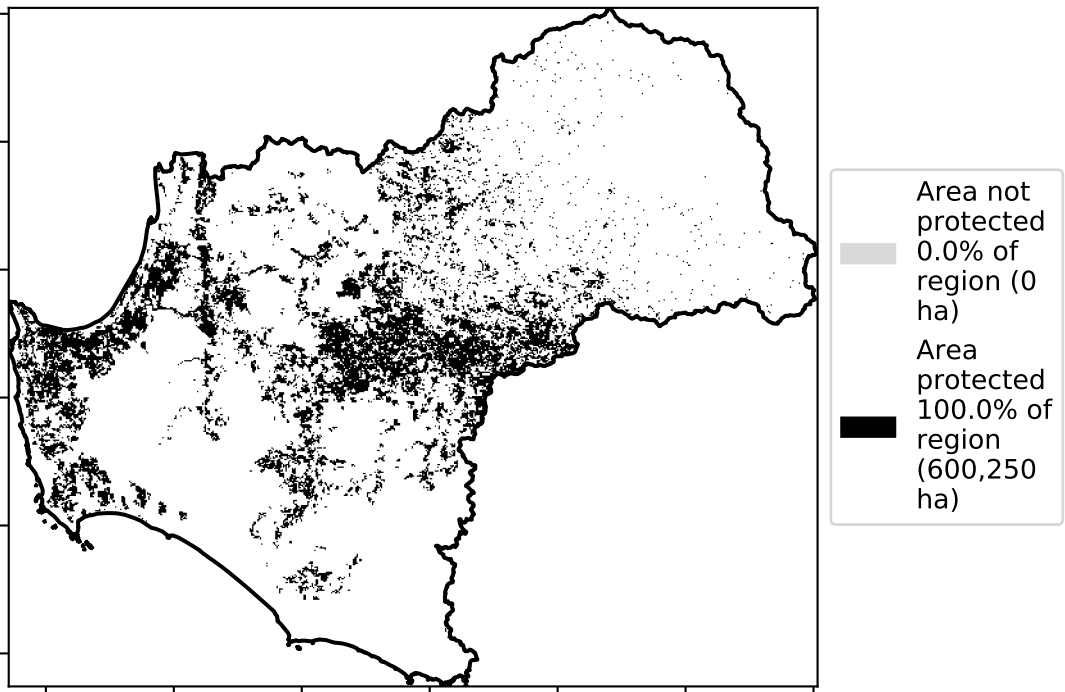 Area not
protected
0.0% of
region (0
ha)
Area
protected
100.0% of
region
(600,250
ha)